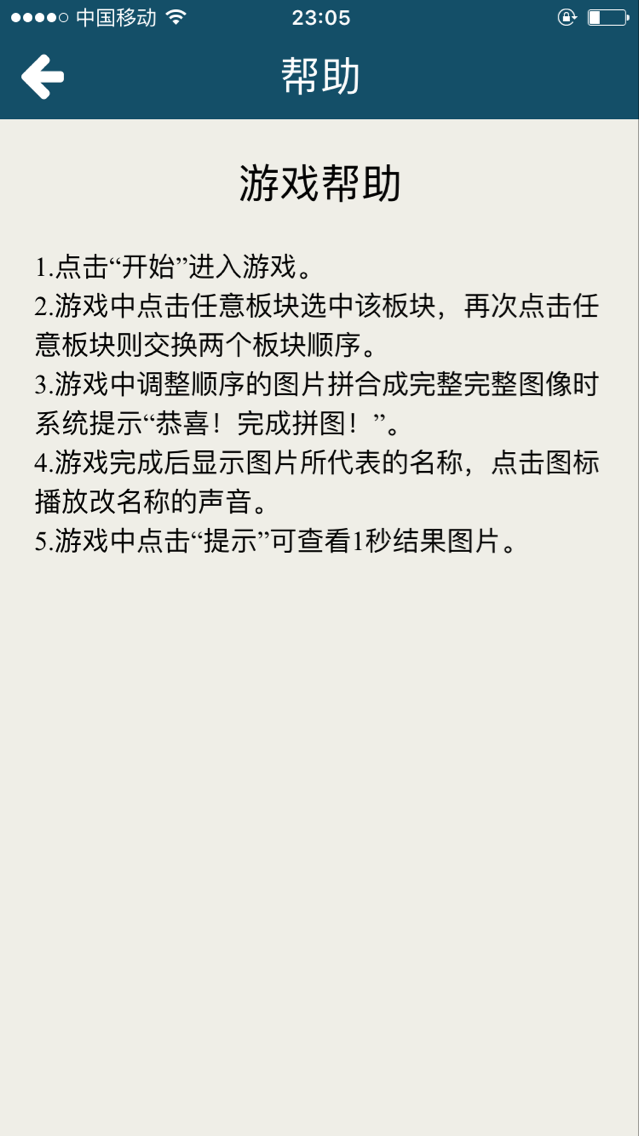 中国移动
23:05
帮助
游戏帮助
1.点击“开始”进入游戏。
2.游戏中点击任意板块选中该板块，再次点击任
意板块则交换两个板块顺序。
3.游戏中调整顺序的图片拼合成完整完整图像时
系统提示“恭喜！完成拼图！”。
4.游戏完成后显示图片所代表的名称，点击图标
播放改名称的声音。
5.游戏中点击“提示”可查看1秒结果图片。